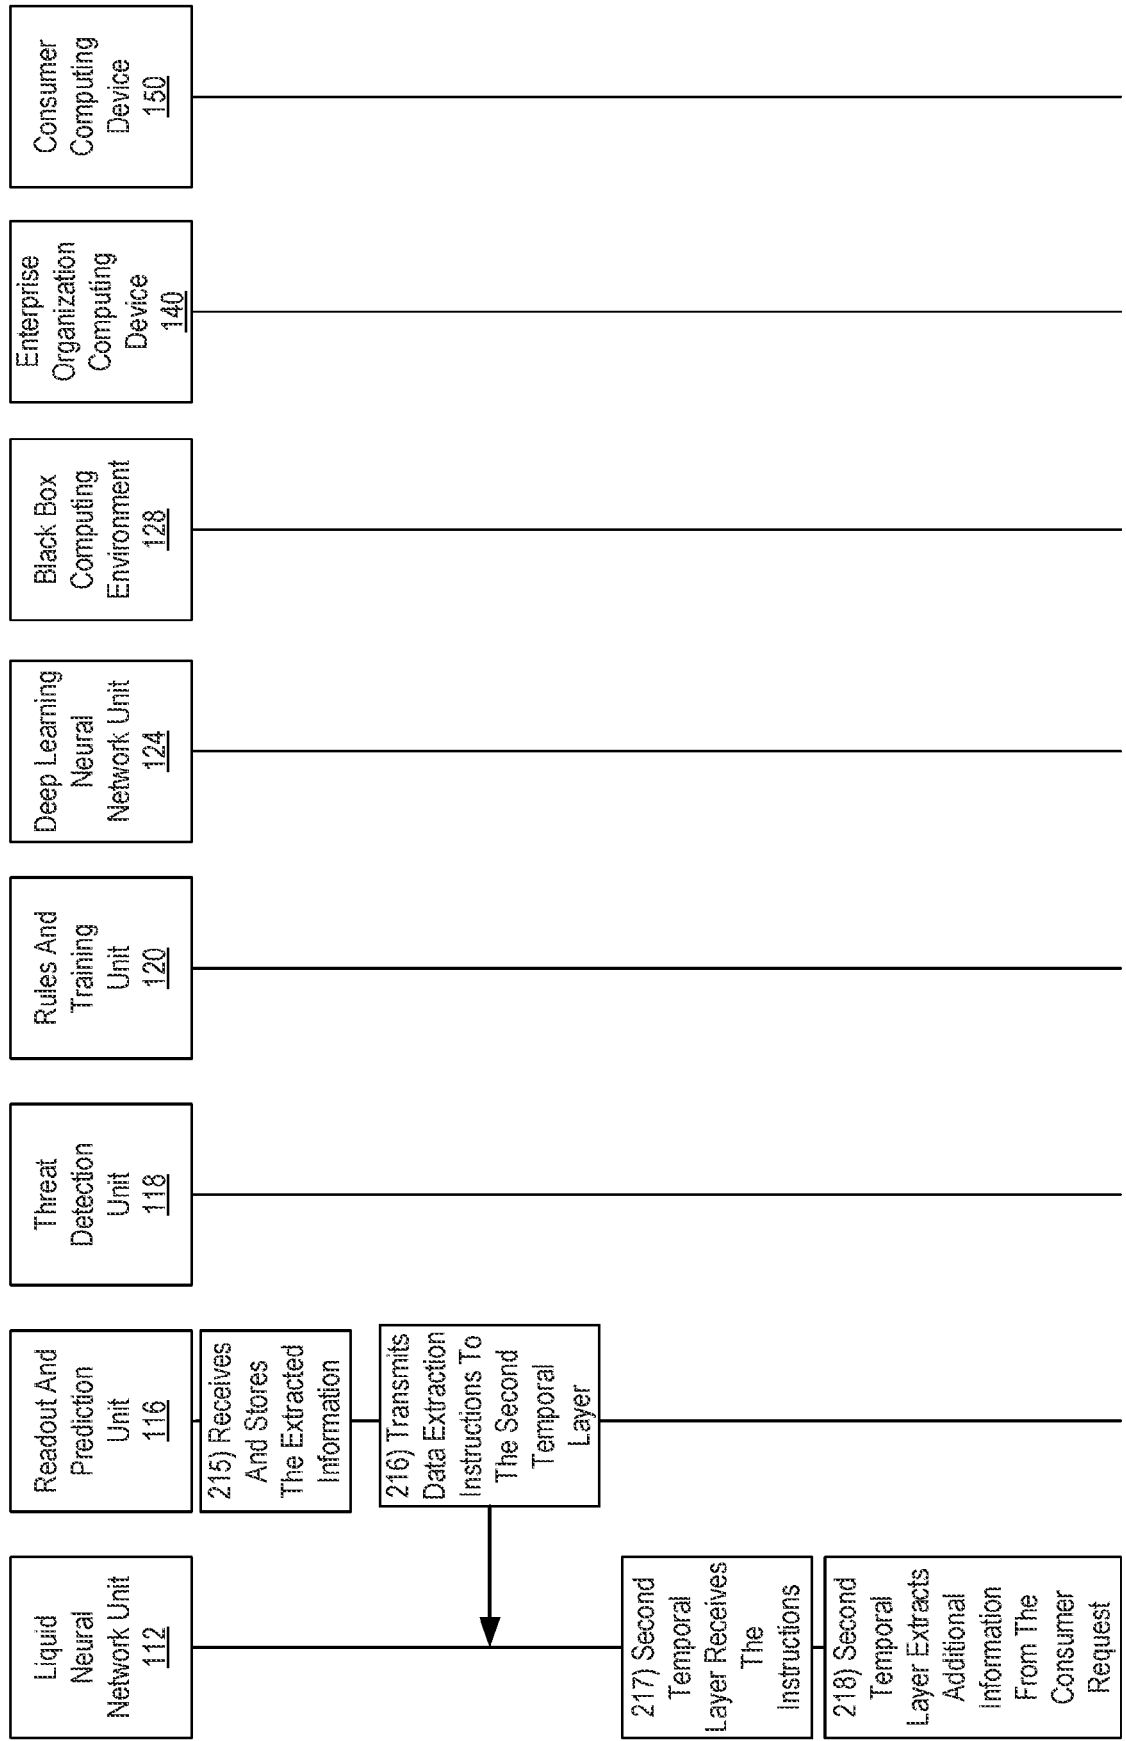 Liquid
Neural
Network Unit
112
Readout And
Prediction
Unit
116
Threat
Detection
Unit
118
Rules And
Training
Unit
120
Deep Learning
Neural
Network Unit
124
Black Box
Computing
Environment
128
Enterprise
Organization
Computing
Device
140
Consumer
Computing
Device
150
215) Receives
And Stores
The Extracted
Information
216) Transmits
Data Extraction
Instructions To
The Second
Temporal
Layer
217) Second
Temporal
Layer Receives
The
Instructions
218) Second
Temporal
Layer Extracts
Additional
Information
From The
Consumer
Request